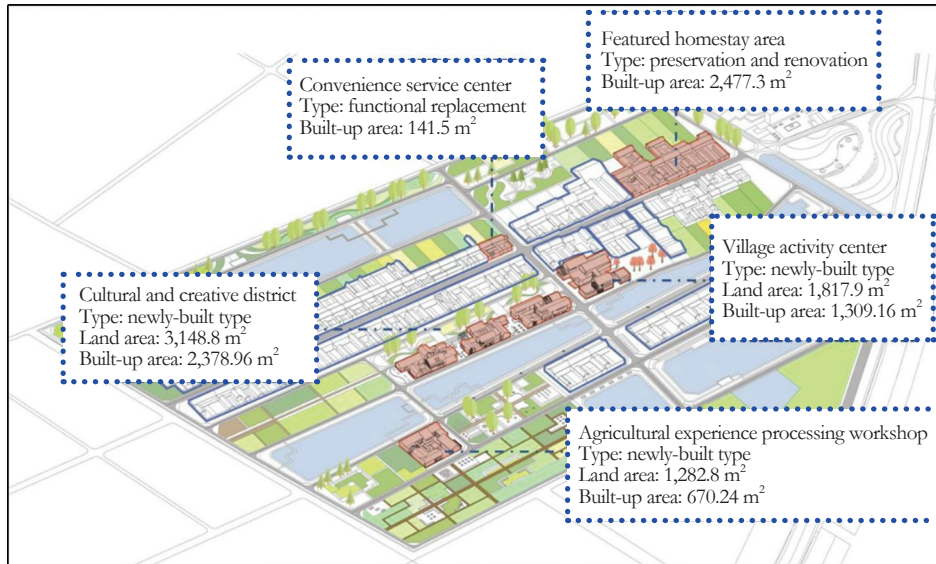 Featured homestay area
Type: preservation and renovation
Built-up area: 2,477.3 m²
Convenience service center
Type: functional replacement
Built-up area: 141.5 m²
Village activity center
Type: newly-built type
Land area: 1,817.9 m²
Built-up area: 1,309.16 m²
Cultural and creative district
Type: newly-built type
Land area: 3,148.8 m²
Built-up area: 2,378.96 m²
Agricultural experience processing workshop
Type: newly-built type
Land area: 1,282.8 m²
Built-up area: 670.24 m²